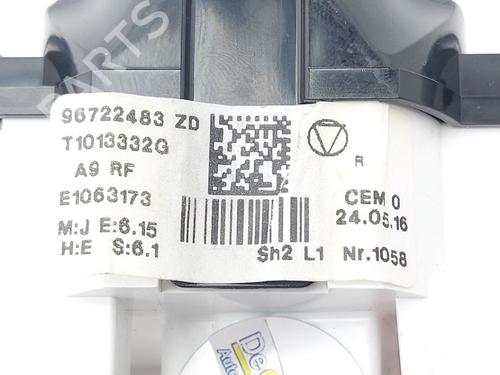 PARTS
96722483 ZD
T1013332G
A9 RF
E1063173
M:J E:6.15
H:E S:6.1
R
CEM 0
24.05.16
Sh2 L1 Nr.1058
Auto